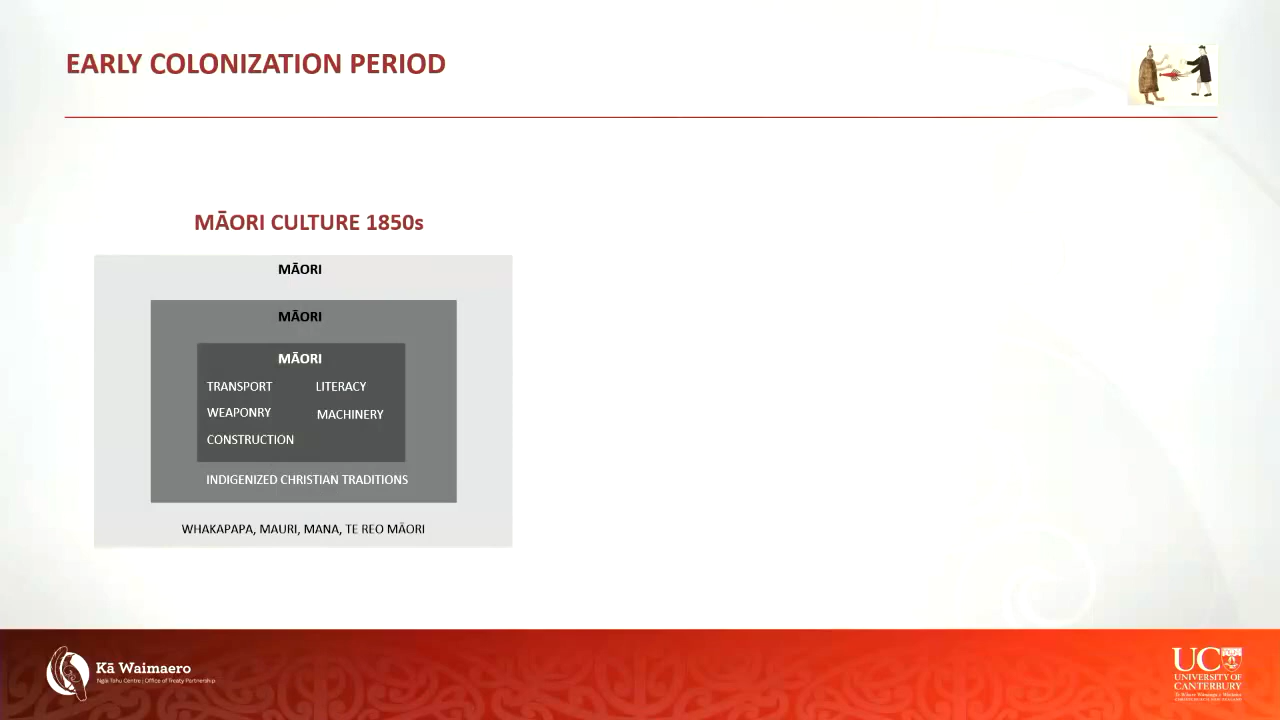 EARLY COLONIZATION PERIOD
MĀORI CULTURE 1850s
MĀORI
MĀORI
MĀORI
TRANSPORT LITERACY
WEAPONRY MACHINERY
CONSTRUCTION
INDIGENIZED CHRISTIAN TRADITIONS
WHAKAPAPA, MAURI, MANA, TE REO MĀORI
Kā Waimaero
Ngāi Tahu Centre | Office of Treaty Partnership
UC
UNIVERSITY OF
CANTERBURY